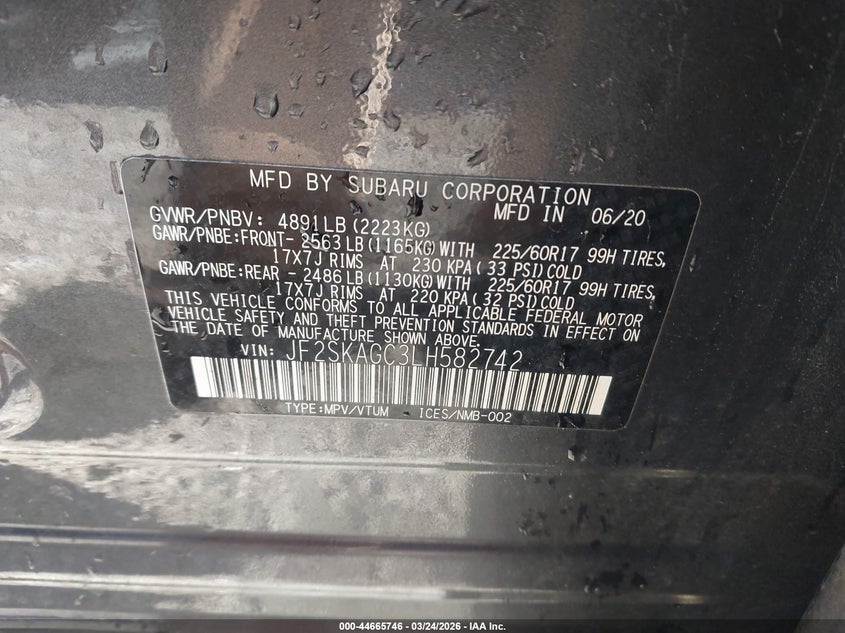 MFD BY SUBARU CORPORATION
GVWR/PNBV: 4891LB(2223KG) MFD IN 06/20
GAWR/PNBE:FRONT- 2563LB(1165KG)WITH 225/60R17 99H TIRES,
17X7J RIMS AT 230 KPA( 33 PSI)COLD
GAWR/PNBE:REAR - 2486LB(1130KG)WITH 225/60R17 99H TIRES,
17X7J RIMS AT 220 KPA( 32 PSI)COLD
THIS VEHICLE CONFORMS TO ALL APPLICABLE FEDERAL MOTOR
VEHICLE SAFETY AND THEFT PREVENTION STANDARDS IN EFFECT ON
THE DATE OF MANUFACTURE SHOWN ABOVE.
VIN: JF2SKAGC3LH582742
TYPE:MPV/VTUM ICES/NMB-002
000-44665746 - 03/24/2026 - IAA Inc.